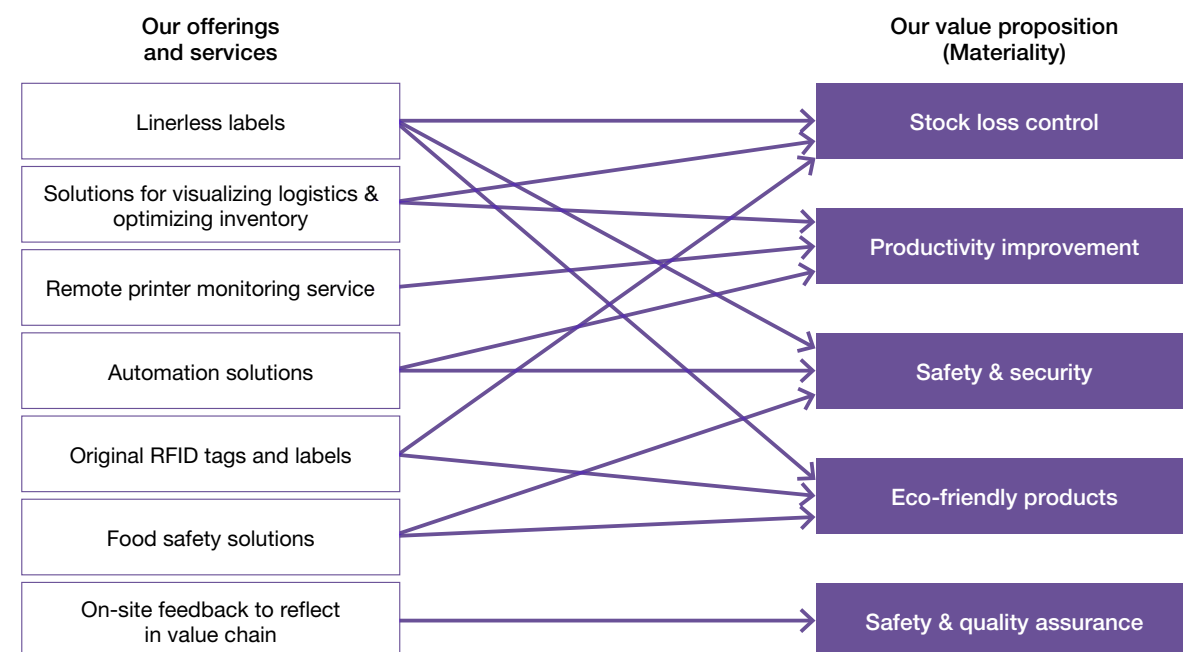 Our offerings
and services
Our value proposition
(Materiality)
Linerless labels
Solutions for visualizing logistics &
optimizing inventory
Remote printer monitoring service
Automation solutions
Original RFID tags and labels
Food safety solutions
On-site feedback to reflect
in value chain
Stock loss control
Productivity improvement
Safety & security
Eco-friendly products
Safety & quality assurance